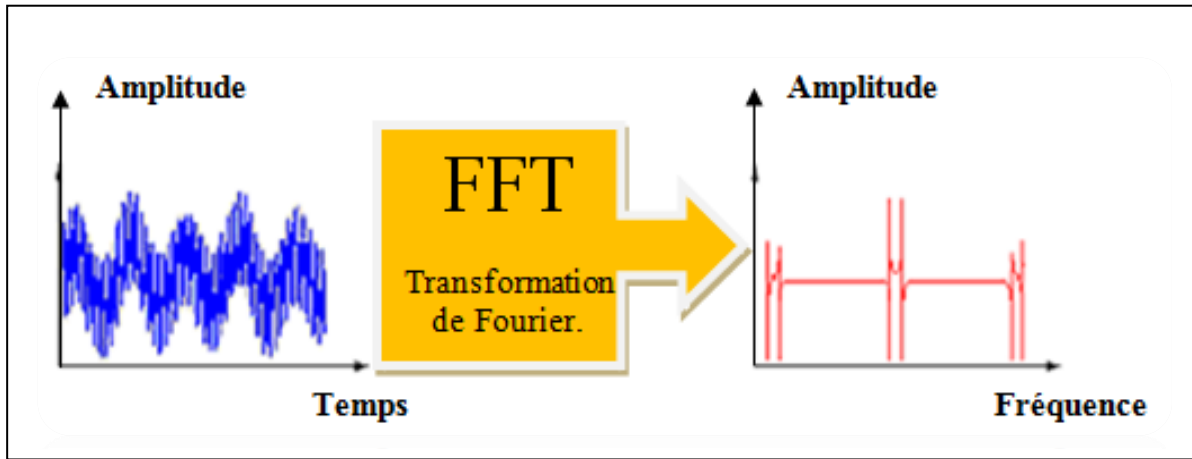 Amplitude
Temps
FFT
Transformation
de Fourier.
Amplitude
Fréquence